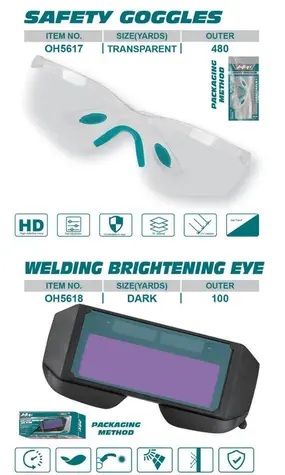 SAFETY GOGGLES
ITEM NO. SIZE(YARDS) OUTER
OH5617 TRANSPARENT 480
PACKAGING
METHOD
HD
WELDING BRIGHTENING EYE
ITEM NO. SIZE(YARDS) OUTER
OH5618 DARK 100
PACKAGING
METHOD